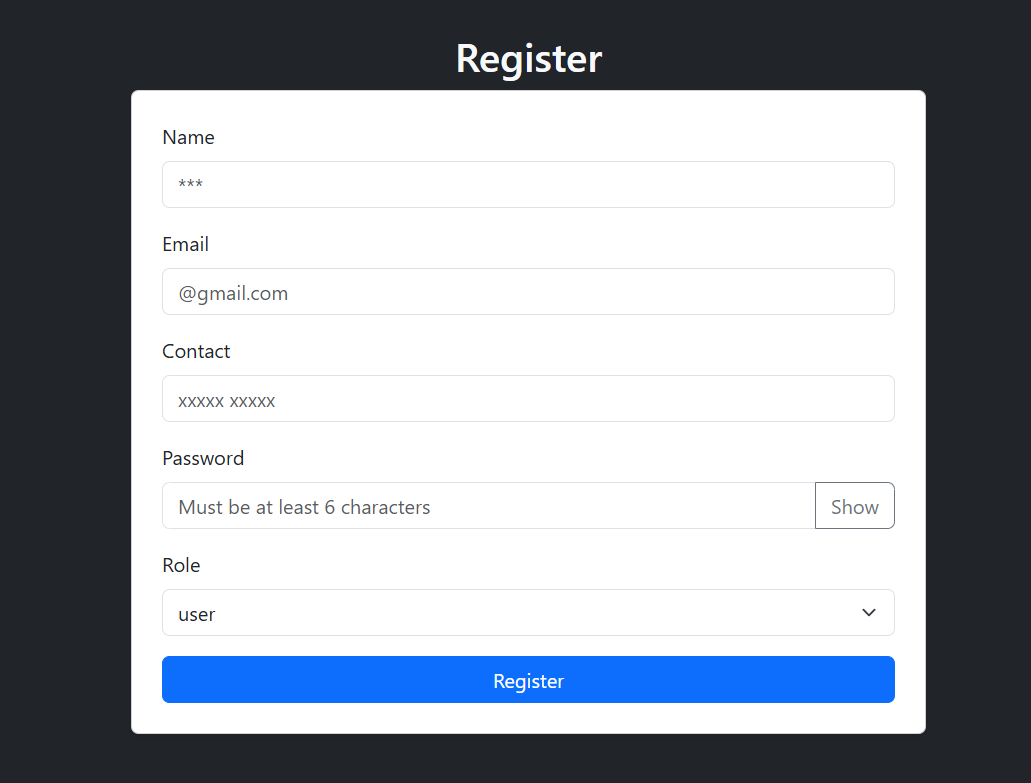 Register
Name
***
Email
@gmail.com
Contact
xxxxx xxxxx
Password
Must be at least 6 characters
Show
Role
user
Register